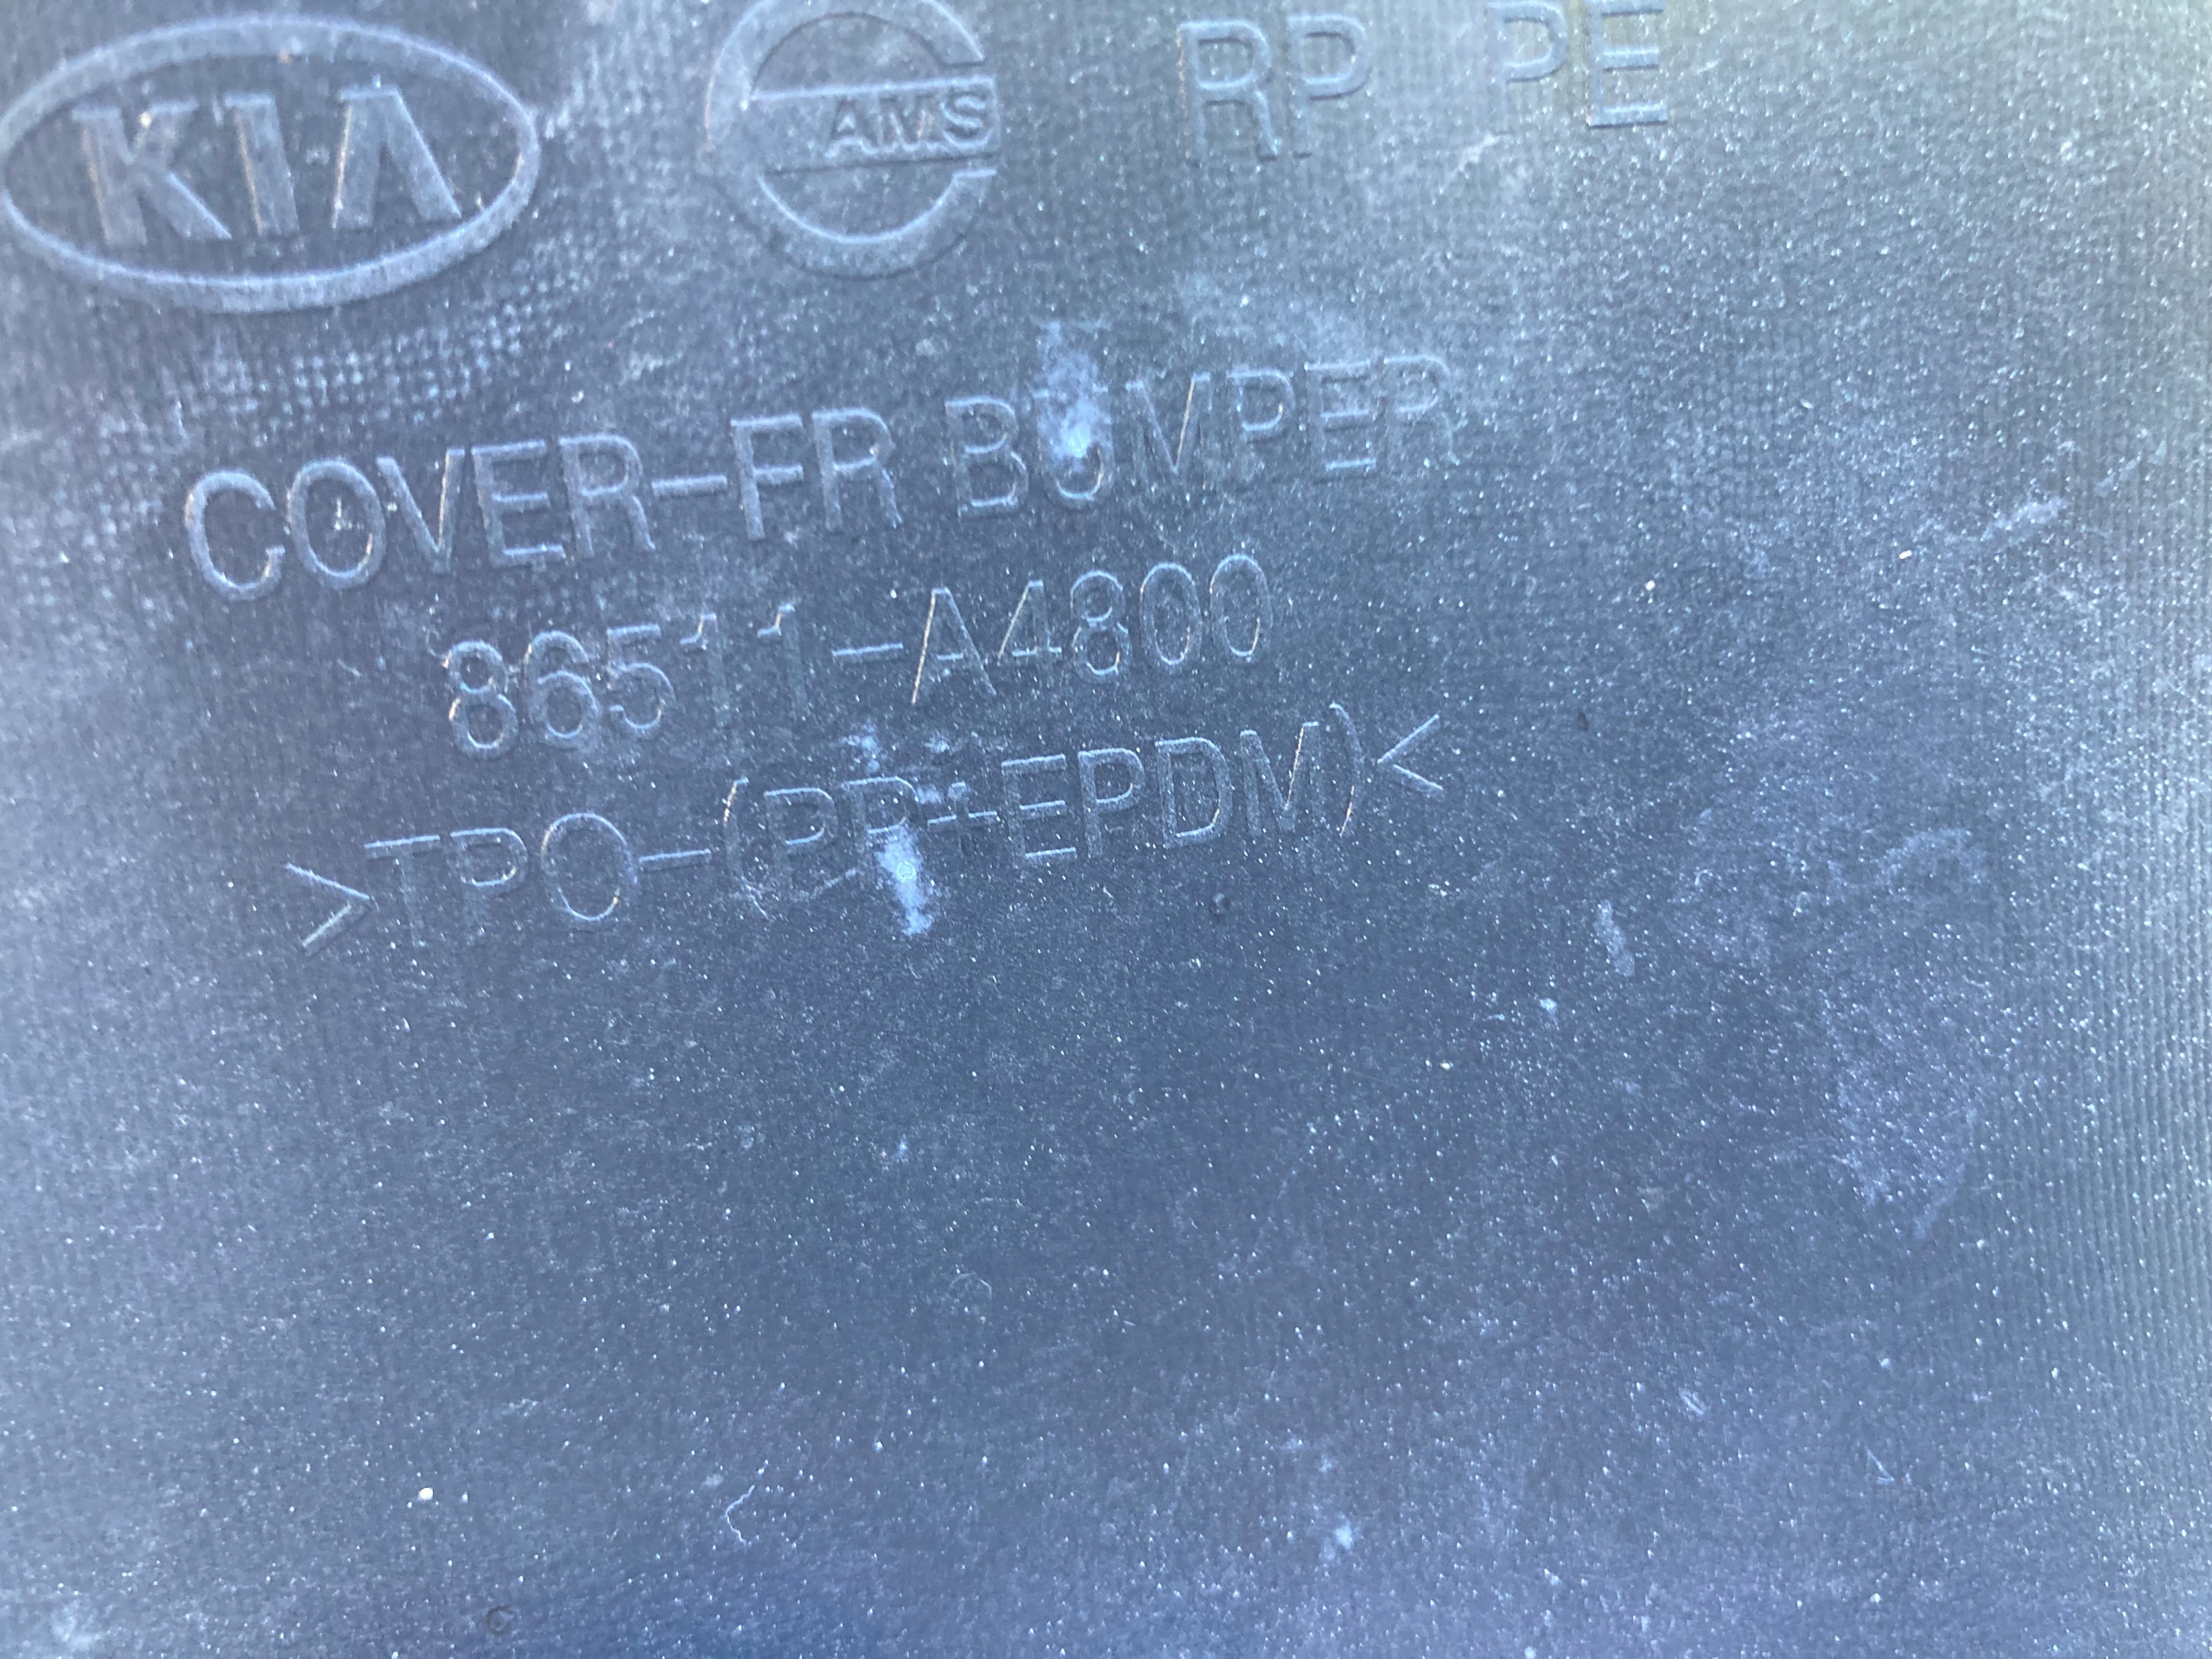 KIA AMS RP PE
COVER-FR BUMPER
86511-A4800
>TPO-(PP+EPDM)<